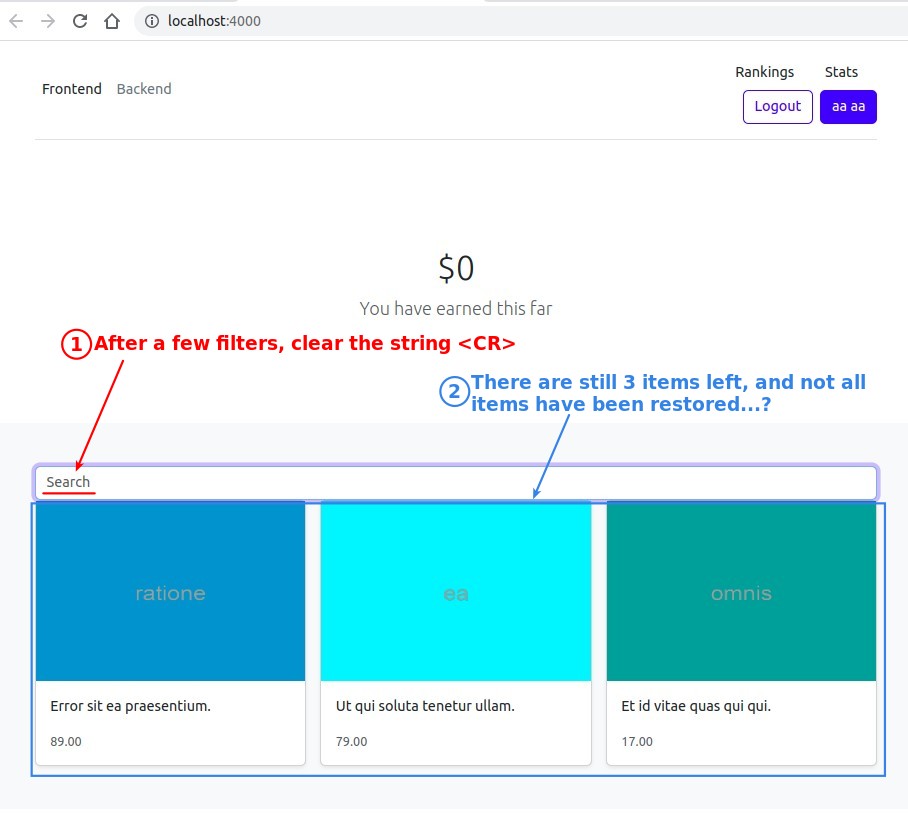 localhost:4000
Frontend Backend
Rankings Stats
Logout aa aa
$0
You have earned this far
1 After a few filters, clear the string <CR>
2 There are still 3 items left, and not all
items have been restored...?
Search
ratione ea omnis
Error sit ea praesentium. Ut qui soluta tenetur ullam. Et id vitae quas qui qui.
89.00 79.00 17.00